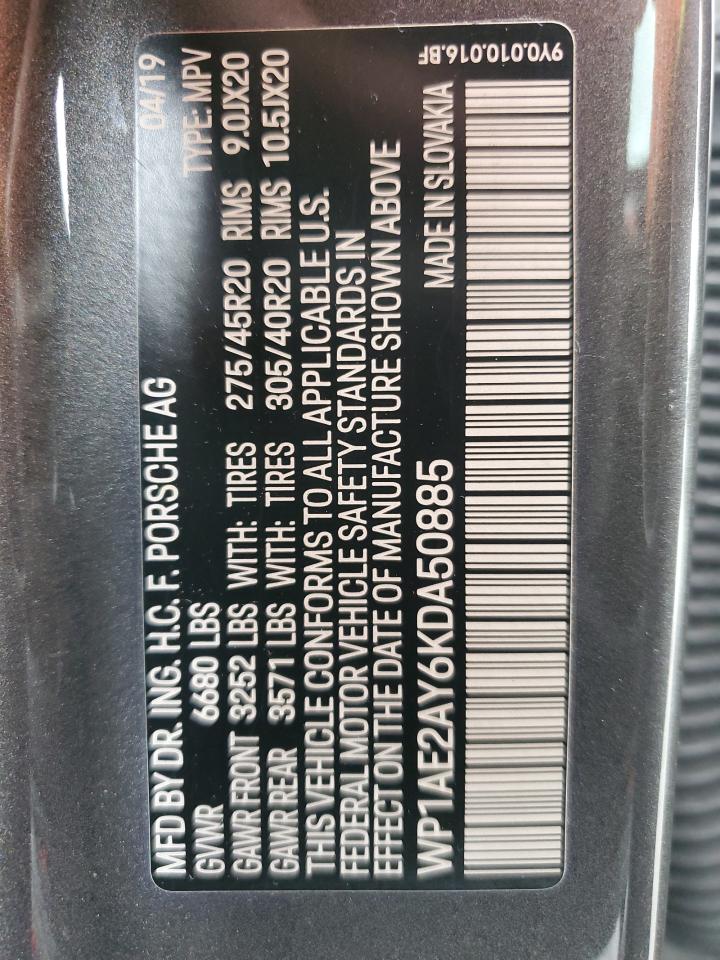 MFD BY DR. ING. H.C. F. PORSCHE AG 04/19
GVWR 6680 LBS TYPE: MPV
GAWR FRONT 3252 LBS WITH: TIRES 275/45R20 RIMS 9.0JX20
GAWR REAR 3571 LBS WITH: TIRES 305/40R20 RIMS 10.5JX20
THIS VEHICLE CONFORMS TO ALL APPLICABLE U.S.
FEDERAL MOTOR VEHICLE SAFETY STANDARDS IN
EFFECT ON THE DATE OF MANUFACTURE SHOWN ABOVE
WP1AE2AY6KDA50885 MADE IN SLOVAKIA
9Y0.010.016.BF